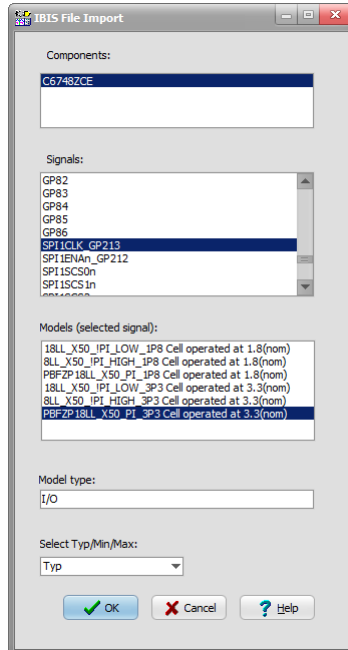 IBIS File Import
Components:
C6748ZCE
Signals:
GP82
GP83
GP84
GP85
GP86
SPI1CLK_GP213
SPI1ENAn_GP212
SPI1SCS0n
SPI1SCS1n
Models (selected signal):
18LL_X50_!PI_LOW_1P8 Cell operated at 1.8(nom)
8LL_X50_!PI_HIGH_1P8 Cell operated at 1.8(nom)
PBFZP18LL_X50_PI_1P8 Cell operated at 1.8(nom)
18LL_X50_!PI_LOW_3P3 Cell operated at 3.3(nom)
8LL_X50_!PI_HIGH_3P3 Cell operated at 3.3(nom)
PBFZP18LL_X50_PI_3P3 Cell operated at 3.3(nom)
Model type:
I/O
Select Typ/Min/Max:
Typ
OK
Cancel
Help